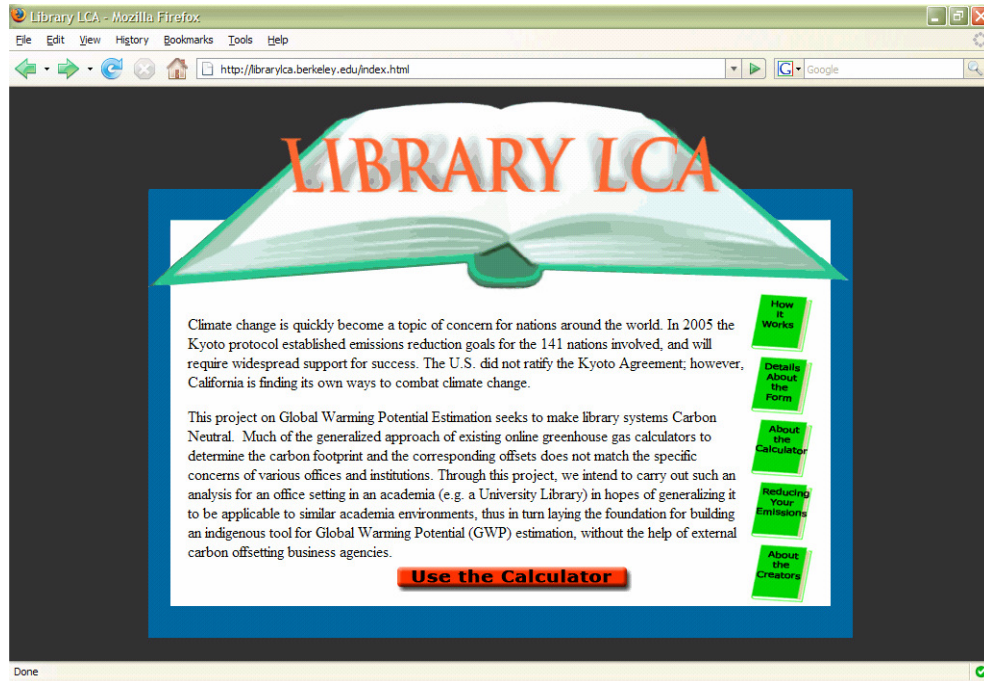 Library LCA - Mozilla Firefox
File Edit View History Bookmarks Tools Help
http://librarylca.berkeley.edu/index.html
G Google
LIBRARY LCA
Climate change is quickly become a topic of concern for nations around the world. In 2005 the
Kyoto protocol established emissions reduction goals for the 141 nations involved, and will
require widespread support for success. The U.S. did not ratify the Kyoto Agreement; however,
California is finding its own ways to combat climate change.
This project on Global Warming Potential Estimation seeks to make library systems Carbon
Neutral. Much of the generalized approach of existing online greenhouse gas calculators to
determine the carbon footprint and the corresponding offsets does not match the specific
concerns of various offices and institutions. Through this project, we intend to carry out such an
analysis for an office setting in an academia (e.g. a University Library) in hopes of generalizing it
to be applicable to similar academia environments, thus in turn laying the foundation for building
an indigenous tool for Global Warming Potential (GWP) estimation, without the help of external
carbon offsetting business agencies.
Use the Calculator
How
it
Works
Details
About
the
Form
About
the
Calculator
Reducing
Your
Emissions
About
the
Creators
Done